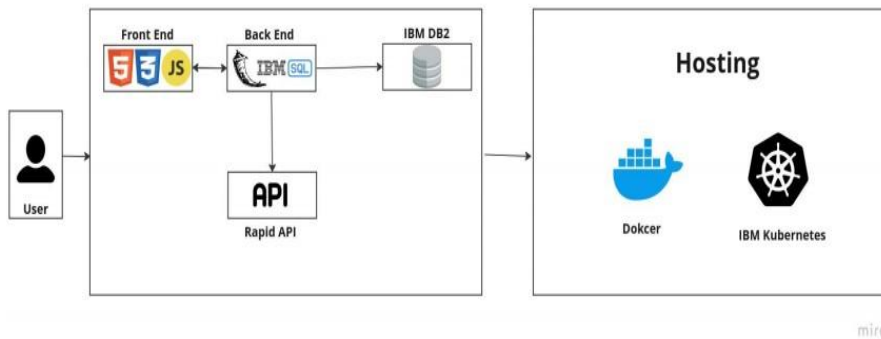 Front End
Back End
IBM DB2
5
3
JS
IBM
SQL
Hosting
User
API
Rapid API
Dokcer
IBM Kubernetes